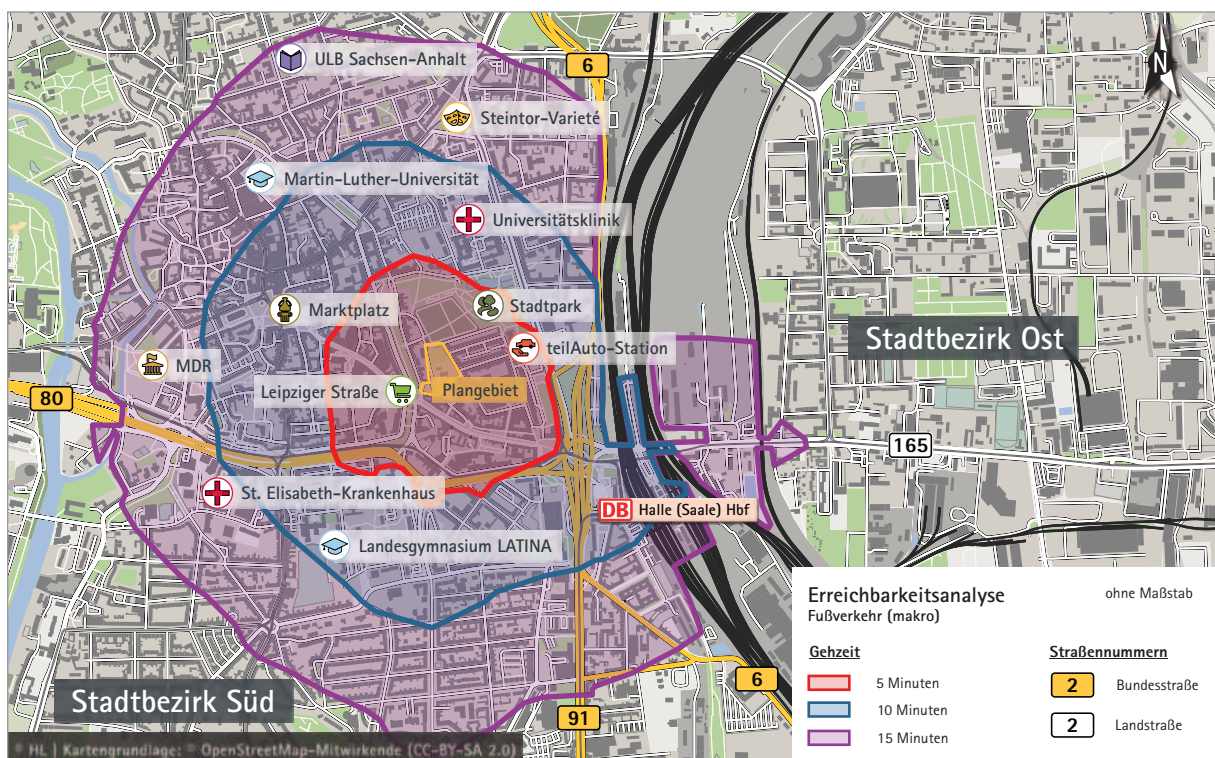 ULB Sachsen-Anhalt
6
N
Steintor-Varieté
Martin-Luther-Universität
Universitätsklinik
Marktplatz
Stadtpark
Stadtbezirk Ost
teilAuto-Station
MDR
Leipziger Straße
Plangebiet
80
165
St. Elisabeth-Krankenhaus
DB Halle (Saale) Hbf
Landesgymnasium LATINA
Erreichbarkeitsanalyse
ohne Maßstab
Fußverkehr (makro)
Gehzeit
Straßennummern
5 Minuten
2 Bundesstraße
10 Minuten
2 Landstraße
15 Minuten
6
Stadtbezirk Süd
91
© HL | Kartengrundlage: © OpenStreetMap-Mitwirkende (CC-BY-SA 2.0)